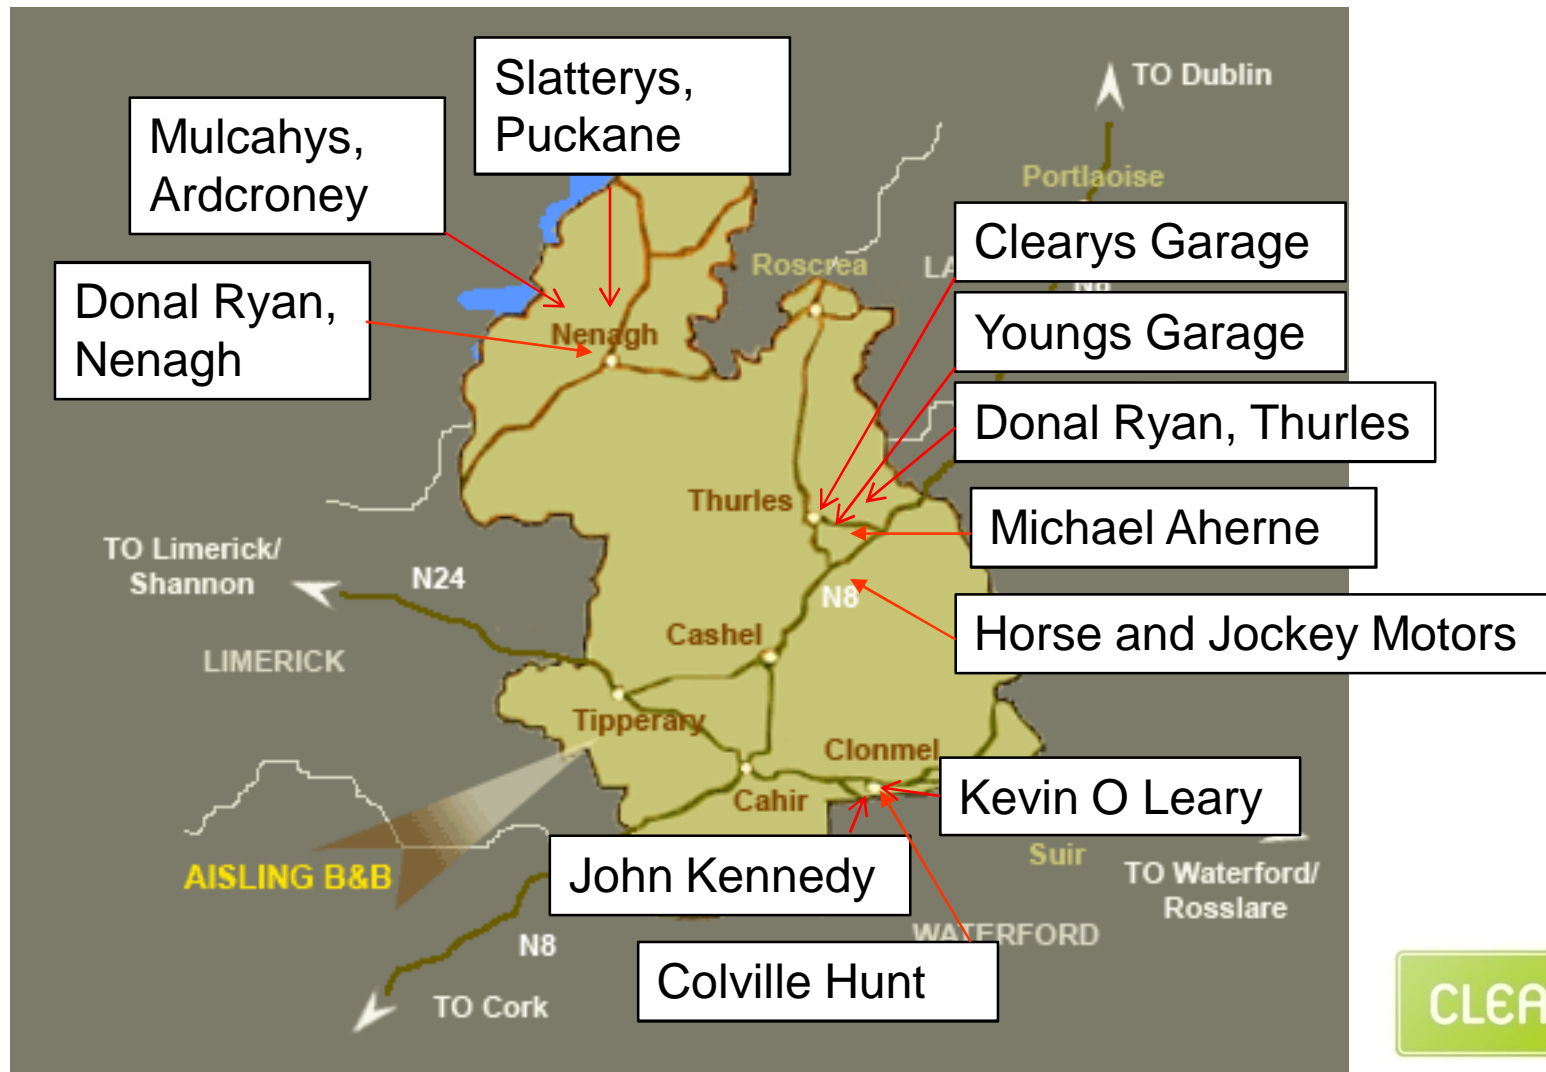 Slatterys,
Puckane
TO Dublin
Mulcahys,
Ardcroney
Portlaoise
Clearys Garage
Roscrea
Donal Ryan,
Nenagh
Nenagh
Youngs Garage
Donal Ryan, Thurles
Thurles
Michael Aherne
TO Limerick/
Shannon
N24
N8
Cashel
Horse and Jockey Motors
LIMERICK
Tipperary
Clonmel
Kevin O Leary
Cahir
John Kennedy
Suir
AISLING B&B
TO Waterford/
Rosslare
WATERFORD
N8
Colville Hunt
TO Cork